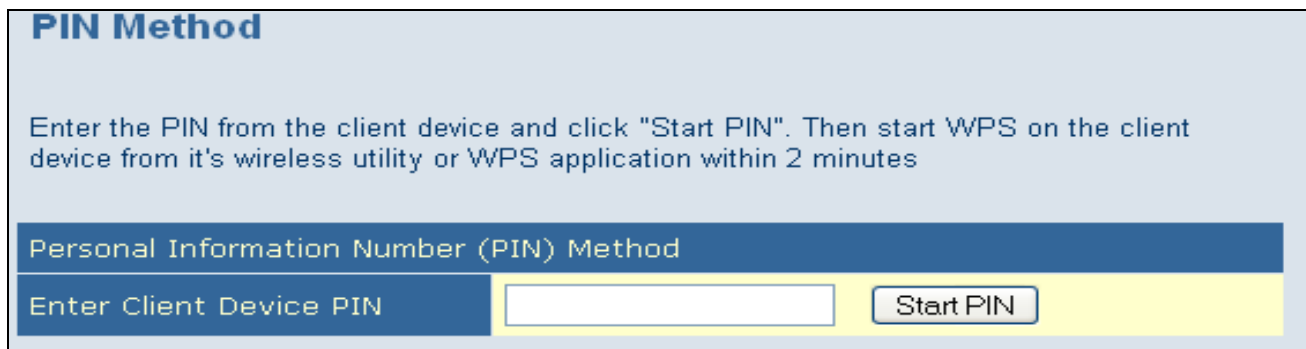 PIN Method
Enter the PIN from the client device and click "Start PIN". Then start WPS on the client
device from it's wireless utility or WPS application within 2 minutes
Personal Information Number (PIN) Method
Enter Client Device PIN Start PIN